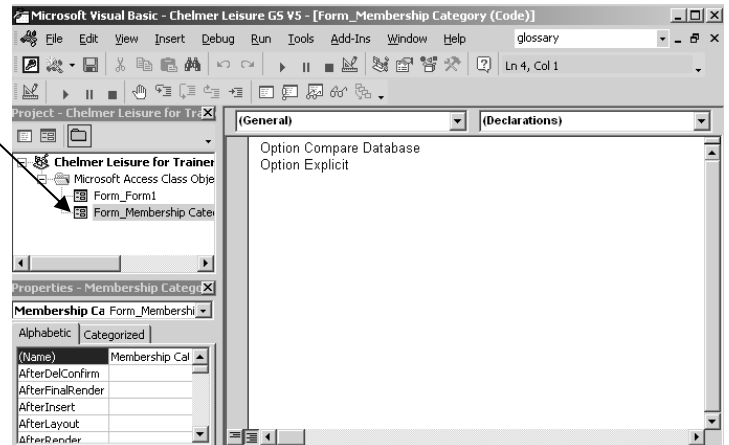 Microsoft Visual Basic - Chelmer Leisure GS V5 - [Form_Membership Category (Code)]
File Edit View Insert Debug Run Tools Add-Ins Window Help glossary
Ln 4, Col 1
Project - Chelmer Leisure for Tra
(General) (Declarations)
Chelmer Leisure for Trainer
Microsoft Access Class Obje
Form_Form1
Form_Membership Cate
Option Compare Database
Option Explicit
Properties - Membership Catego
Membership Ca Form_Membershi
Alphabetic Categorized
(Name) Membership Cat
AfterDelConfirm
AfterFinalRender
AfterInsert
AfterLayout
AfterRender